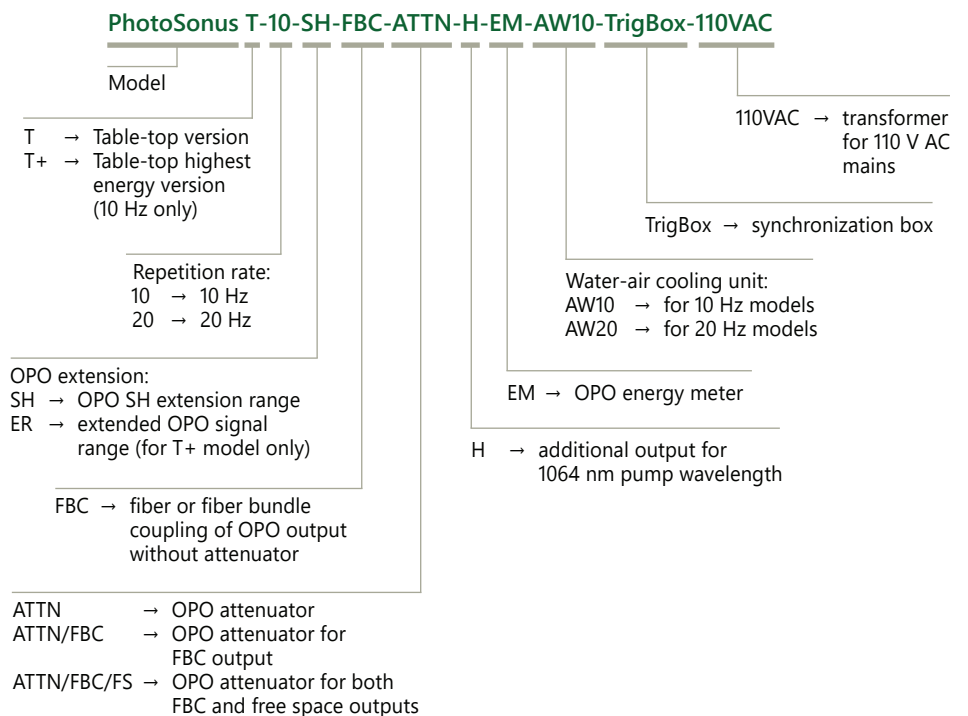 PhotoSonus T-10-SH-FBC-ATTN-H-EM-AW10-TrigBox-110VAC
Model
T → Table-top version
T+ → Table-top highest
energy version
(10 Hz only)
110VAC → transformer
for 110 V AC
mains
TrigBox → synchronization box
Repetition rate:
10 → 10 Hz
20 → 20 Hz
Water-air cooling unit:
AW10 → for 10 Hz models
AW20 → for 20 Hz models
OPO extension:
SH → OPO SH extension range
ER → extended OPO signal
range (for T+ model only)
EM → OPO energy meter
H → additional output for
1064 nm pump wavelength
FBC → fiber or fiber bundle
coupling of OPO output
without attenuator
ATTN → OPO attenuator
ATTN/FBC → OPO attenuator for
FBC output
ATTN/FBC/FS → OPO attenuator for both
FBC and free space outputs